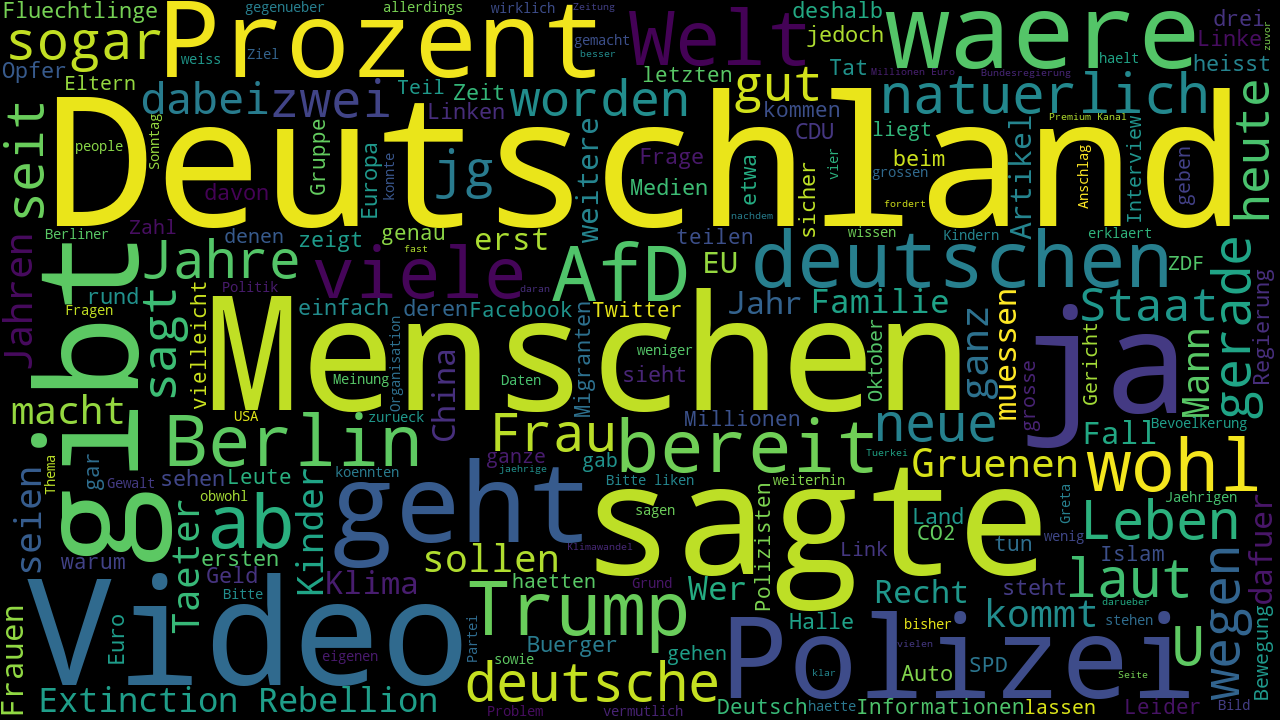 Fluechtlinge
gegenueber
allerdings
wirklich
Zeitung
deshalb
drei
sogar
Prozent
Welt
waere
weiss
Ziel
gemacht
besser
jedoch
Linke
zuvor
Opfer
Eltern
letzten
gut
Tat
Millionen Euro
Bundesregierung
haelt
heisst
dabei
zwei
Teil
Zeit
worden
kommen
natuerlich
Linken
CDU
liegt
Premium Kanal
heute
seit
Deutschland
people
Sonntag
Gruppe
Europa
konnte
jg
weitere
Frage
Medien
etwa
sicher
vier
beim
grossen
fordert
Artikel
Anschlag
Interview
geben
davon
nachdem
Zahl
Berliner
denen
zeigt
genau
fast
erst
teilen
wissen
Kindern
erklaert
Jahren
gibt
Jahre
viele
daran
AfD
EU
deutschen
ZDF
Politik
rund
Fragen
sagt
vielleicht
einfach
deren
Facebook
Twitter
Jahr
Familie
Staat
gerade
Regierung
Menschen
Organisation
Meinung
Daten
Migranten
weniger
sieht
Oktober
ganz
muessen
grosse
ja
Gericht
Mann
macht
USA
zurueck
china
Millionen
neue
Bevoelkerung
Berlin
Frau
bereit
Fall
Thema
gar
Gewalt
sehen
Leute
koennten
ganze
jaehrige
gab
Bitte liken
weiterhin
Tuerkei
Gruenen
wohl
seien
obwohl
ab
Kinder
geht
sagte
sagen
Polizisten
Land
CO2
Greta
wenig
Jaehrigen
Leben
dafuer
Taeter
warum
ersten
sollen
Klimawandel
Link
tun
Islam
Geld
Bitte
Klima
haetten
Grund
Wer
Recht
steht
laut
wegen
Frauen
Video
Euro
Trump
Halle
bisher
kommt
darueber
stehen
U
Bewegung
Partei
Buerger
gehen
Polizei
vielen
eigenen
sowie
klar
Auto
SPD
Seite
Extinction Rebellion
deutsche
Problem
vermutlich
Deutsch
haette
Informationen
lassen
Leider
Bild